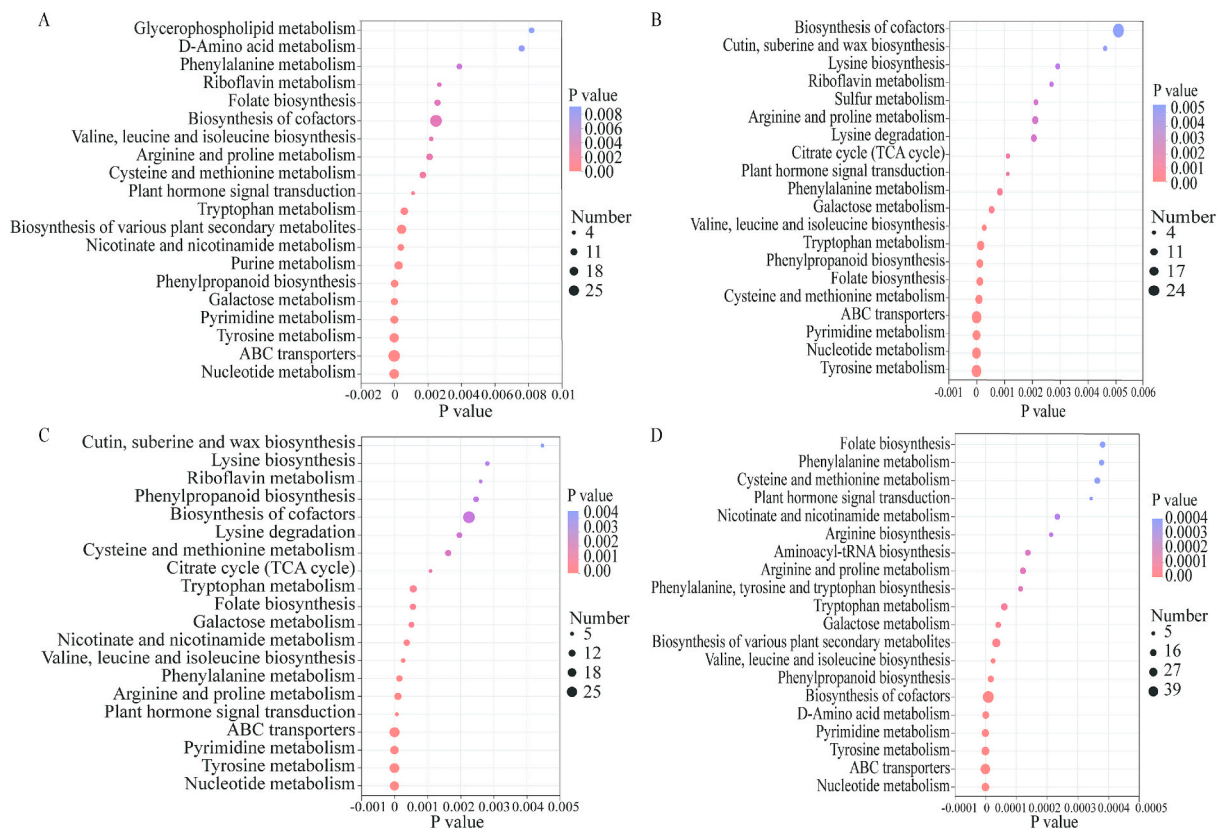 A
Glycerophospholipid metabolism
D-Amino acid metabolism
Phenylalanine metabolism
Riboflavin metabolism
Folate biosynthesis
Biosynthesis of cofactors
Valine, leucine and isoleucine biosynthesis
Arginine and proline metabolism
Cysteine and methionine metabolism
Plant hormone signal transduction
Tryptophan metabolism
Biosynthesis of various plant secondary metabolites
Nicotinate and nicotinamide metabolism
Purine metabolism
Phenylpropanoid biosynthesis
Galactose metabolism
Pyrimidine metabolism
Tyrosine metabolism
ABC transporters
Nucleotide metabolism
-0.002 0 0.002 0.004 0.006 0.008 0.01
P value
P value
0.008
0.006
0.004
0.002
0.00
Number
4
11
18
25
B
Biosynthesis of cofactors
Cutin, suberine and wax biosynthesis
Lysine biosynthesis
Riboflavin metabolism
Sulfur metabolism
Arginine and proline metabolism
Lysine degradation
Citrate cycle (TCA cycle)
Plant hormone signal transduction
Phenylalanine metabolism
Galactose metabolism
Valine, leucine and isoleucine biosynthesis
Tryptophan metabolism
Phenylpropanoid biosynthesis
Folate biosynthesis
Cysteine and methionine metabolism
ABC transporters
Pyrimidine metabolism
Nucleotide metabolism
Tyrosine metabolism
-0.001 0 0.001 0.002 0.003 0.004 0.005 0.006
P value
P value
0.005
0.004
0.003
0.002
0.001
0.00
Number
4
11
17
24
C
Cutin, suberine and wax biosynthesis
Lysine biosynthesis
Riboflavin metabolism
Phenylpropanoid biosynthesis
Biosynthesis of cofactors
Lysine degradation
Cysteine and methionine metabolism
Citrate cycle (TCA cycle)
Tryptophan metabolism
Folate biosynthesis
Galactose metabolism
Nicotinate and nicotinamide metabolism
Valine, leucine and isoleucine biosynthesis
Phenylalanine metabolism
Arginine and proline metabolism
Plant hormone signal transduction
ABC transporters
Pyrimidine metabolism
Tyrosine metabolism
Nucleotide metabolism
-0.001 0 0.001 0.002 0.003 0.004 0.005
P value
P value
0.004
0.003
0.002
0.001
0.00
Number
5
12
18
25
D
Folate biosynthesis
Phenylalanine metabolism
Cysteine and methionine metabolism
Plant hormone signal transduction
Nicotinate and nicotinamide metabolism
Arginine biosynthesis
Aminoacyl-tRNA biosynthesis
Arginine and proline metabolism
Phenylalanine, tyrosine and tryptophan biosynthesis
Tryptophan metabolism
Galactose metabolism
Biosynthesis of various plant secondary metabolites
Valine, leucine and isoleucine biosynthesis
Phenylpropanoid biosynthesis
Biosynthesis of cofactors
D-Amino acid metabolism
Pyrimidine metabolism
Tyrosine metabolism
ABC transporters
Nucleotide metabolism
-0.0001 0 0.0001 0.0002 0.0003 0.0004 0.0005
P value
P value
0.0004
0.0003
0.0002
0.0001
0.00
Number
5
16
27
39